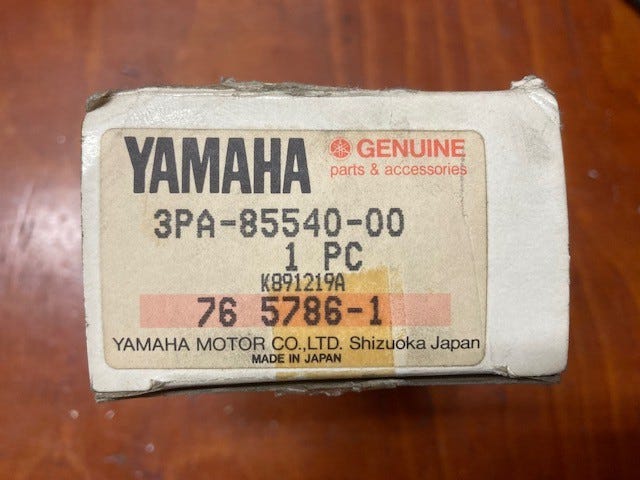 YAMAHA GENUINE
parts & accessories
3PA-85540-00
1 PC
K891219A
76 5786-1
YAMAHA MOTOR CO.,LTD. Shizuoka Japan
MADE IN JAPAN